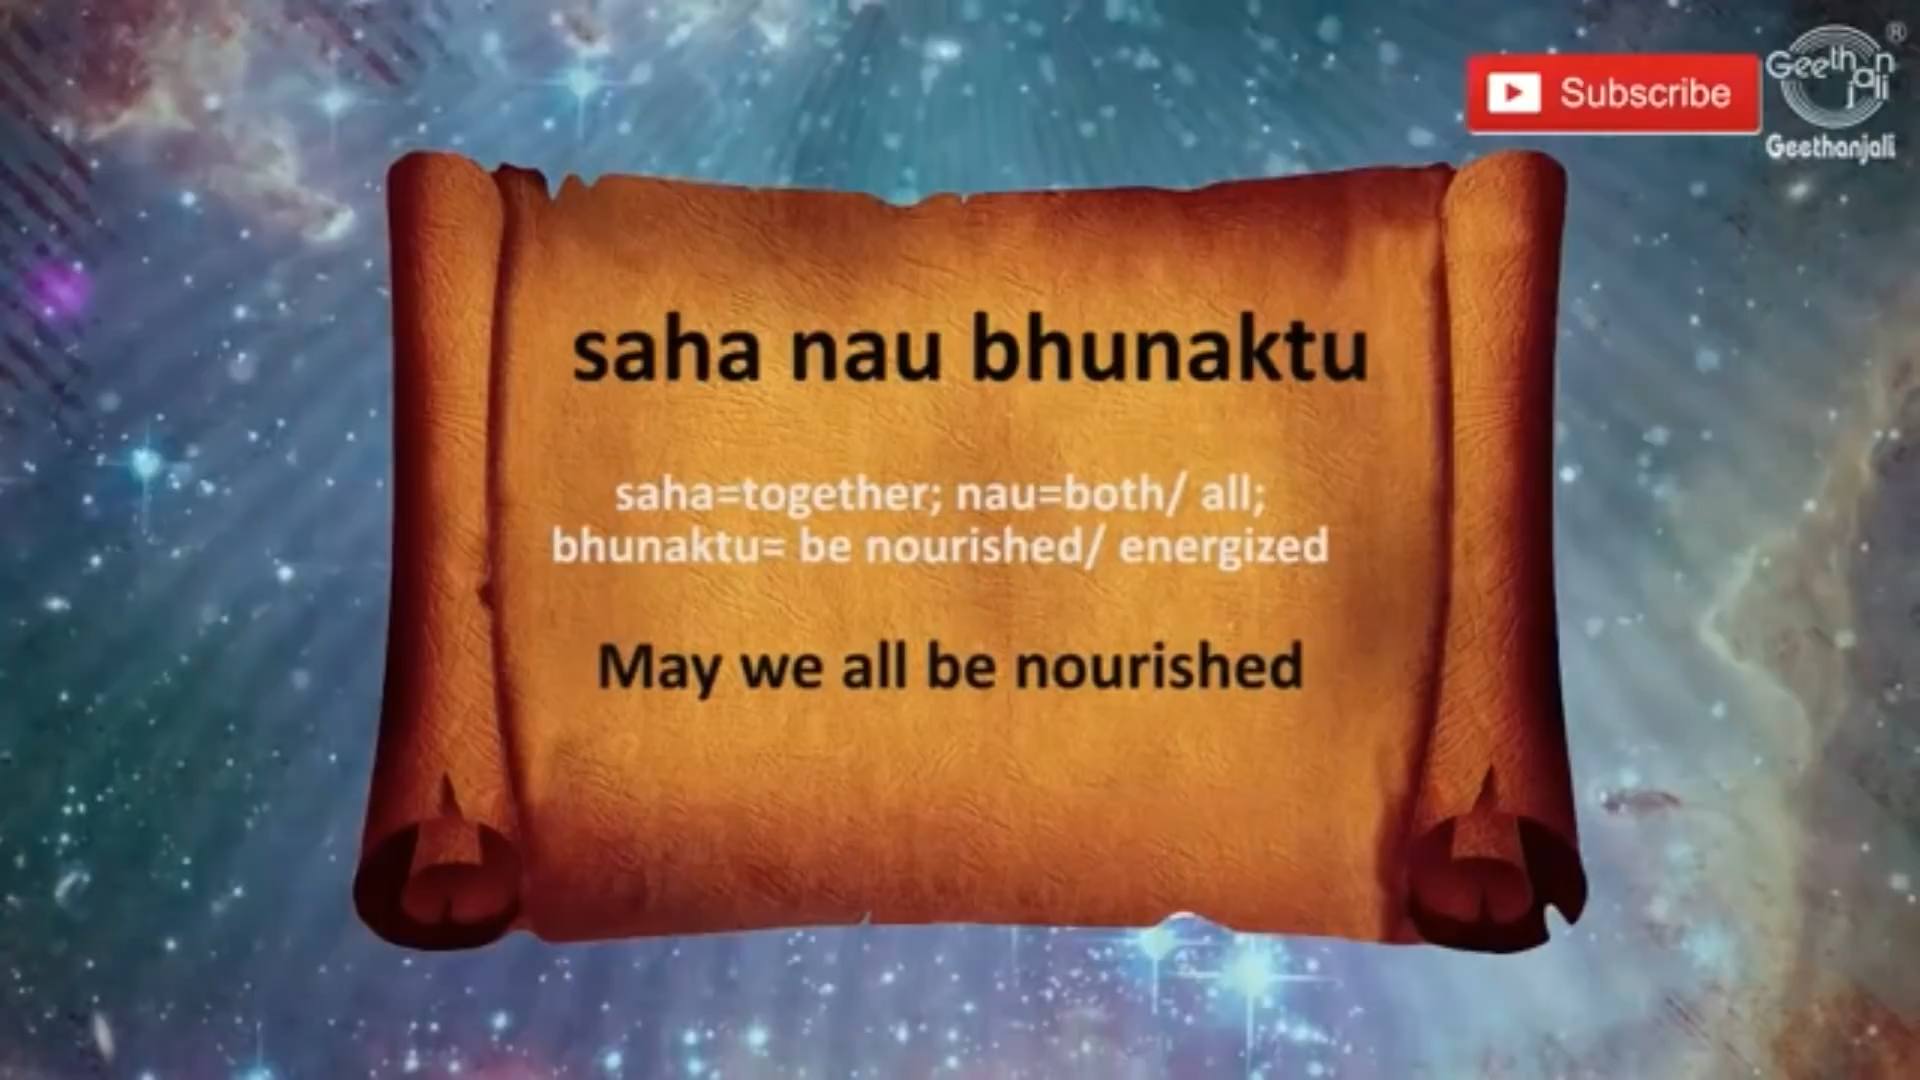 Subscribe
Geethanjali
®
Geethanjali
saha nau bhunaktu
saha=together; nau=both/ all;
bhunaktu= be nourished/ energized
May we all be nourished